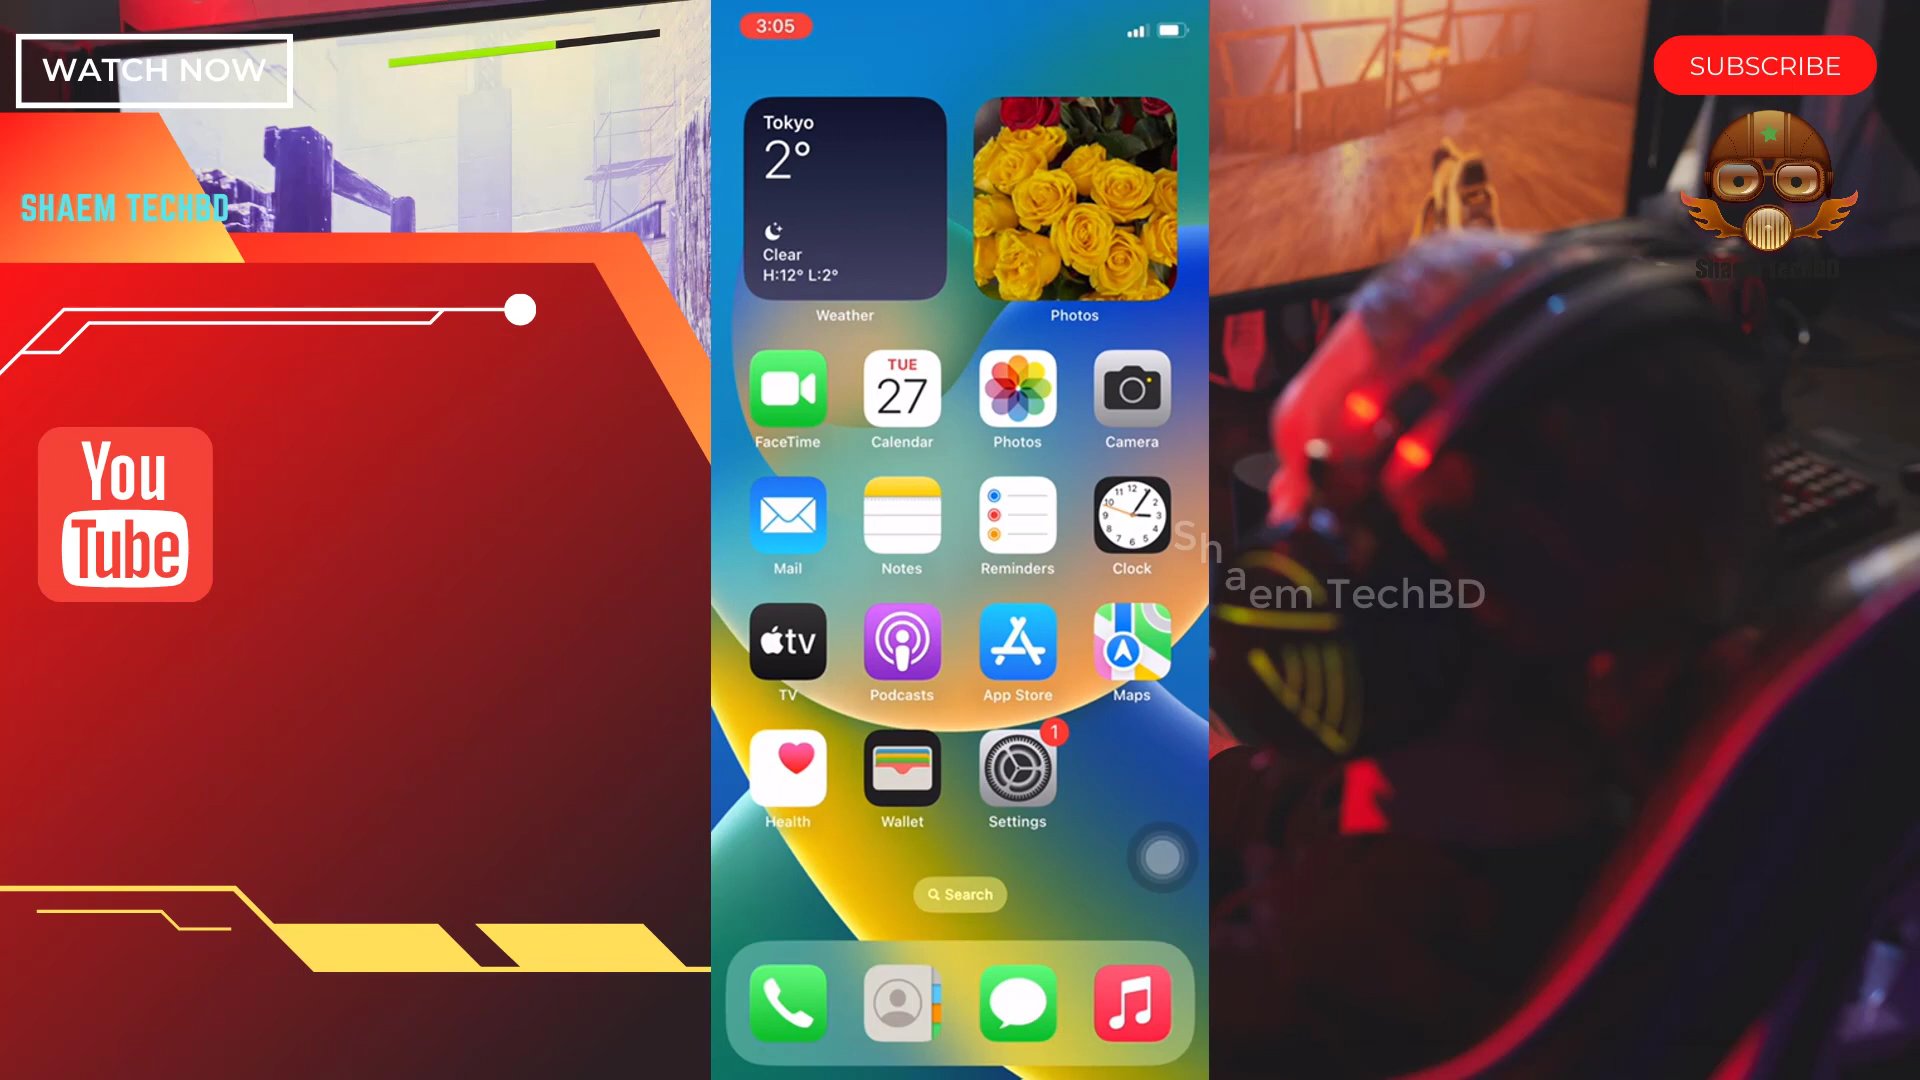 WATCH NOW
SHAEM TECHBD
You
Tube
3:05
Tokyo
2°
Clear
H:12° L:2°
Weather
Photos
TUE
27
FaceTime
Calendar
Photos
Camera
Mail
Notes
Reminders
Clock
tv
TV
Podcasts
App Store
Maps
1
Health
Wallet
Settings
Search
SUBSCRIBE
Shaem TechBD
Shaem TechBD